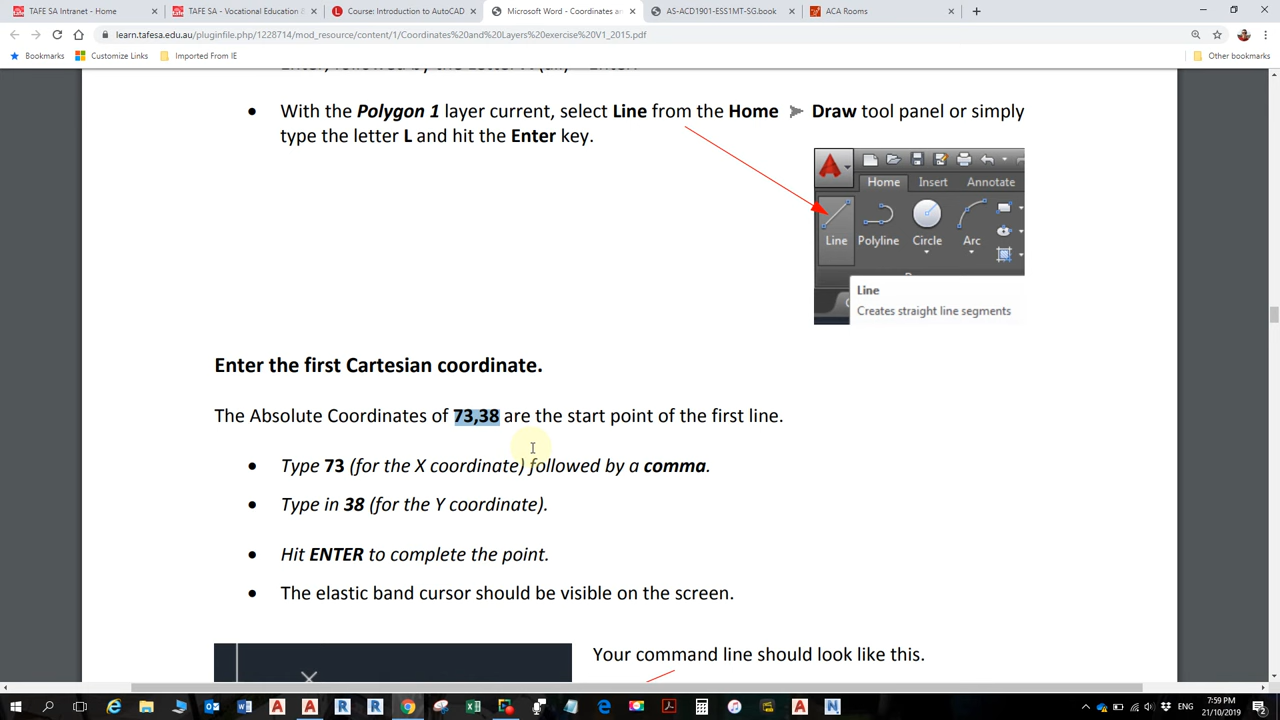 TAFE SA Intranet - Home
TAFE SA - Vocational Education &
Course: Introduction to AutoCAD
Microsoft Word - Coordinates an
AS-ACD1901-ESS1MT-SG.book
ACA Rooms
learn.tafesa.edu.au/pluginfile.php/1228714/mod_resource/content/1/Coordinates%20and%20Layers%20exercise%20V1_2015.pdf
Bookmarks
Customize Links
Imported From IE
Other bookmarks
With the Polygon 1 layer current, select Line from the Home Draw tool panel or simply
type the letter L and hit the Enter key.
Home Insert Annotate
Line Polyline Circle Arc
Line
Creates straight line segments
Enter the first Cartesian coordinate.
The Absolute Coordinates of 73,38 are the start point of the first line.
• Type 73 (for the X coordinate) followed by a comma.
• Type in 38 (for the Y coordinate).
• Hit ENTER to complete the point.
• The elastic band cursor should be visible on the screen.
Your command line should look like this.
ENG
7:59 PM
21/10/2019